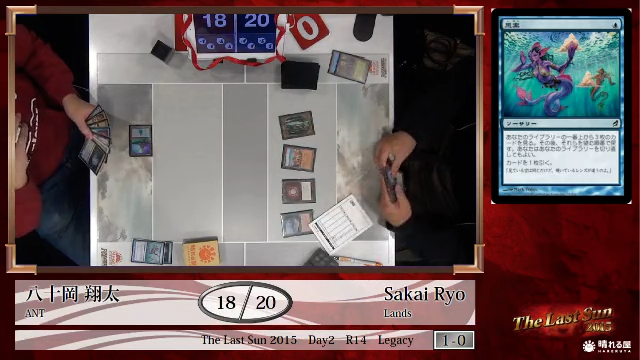 18 20
0
思案
ソーサリー
あなたのライブラリーの一番上から3枚のカ
ードを見る。その後、それらを望む順番で戻
す。あなたはあなたのライブラリーを切り直
してもよい。
カードを1枚引く。
八十岡 翔太
ANT
18 / 20
Sakai Ryo
Lands
The Last Sun 2015 Day2 R14 Legacy
1-0
The Last Sun
2015
晴れる屋